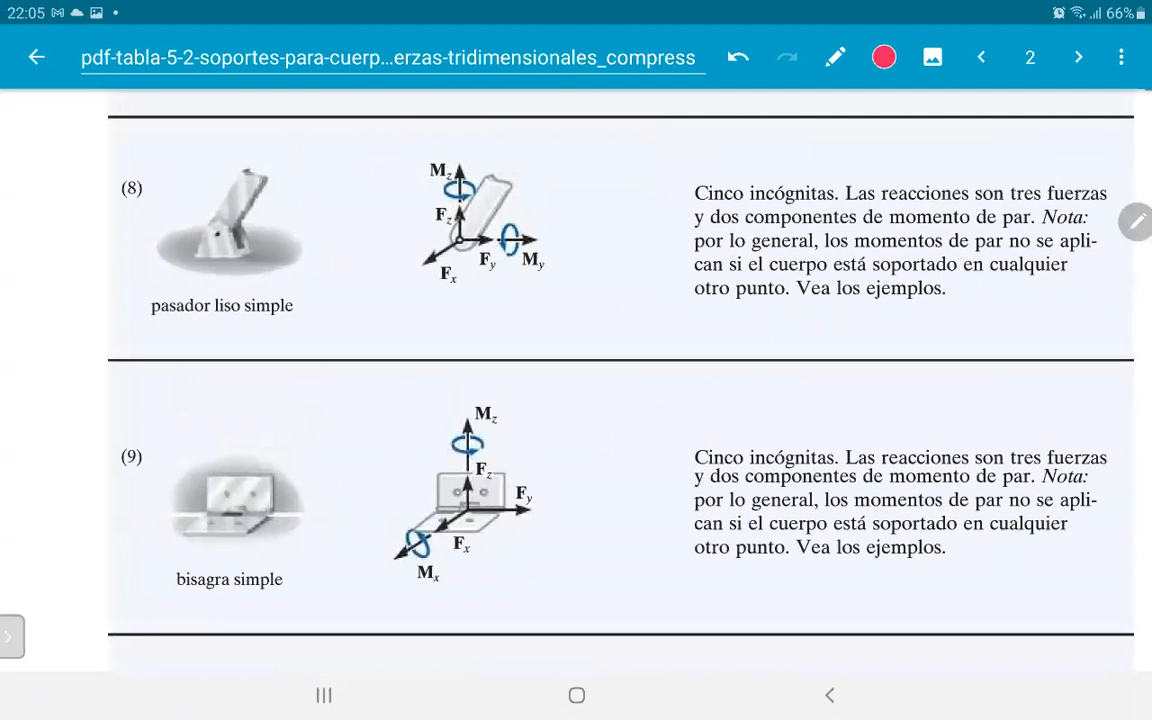 22:05
66%
pdf-tabla-5-2-soportes-para-cuerp...erzas-tridimensionales_compress
2
(8)
Mz
Fz
Fy
My
Fx
pasador liso simple
Cinco incógnitas. Las reacciones son tres fuerzas
y dos componentes de momento de par. Nota:
por lo general, los momentos de par no se apli-
can si el cuerpo está soportado en cualquier
otro punto. Vea los ejemplos.
(9)
Mz
Fz
Fy
Fx
Mx
bisagra simple
Cinco incógnitas. Las reacciones son tres fuerzas
y dos componentes de momento de par. Nota:
por lo general, los momentos de par no se apli-
can si el cuerpo está soportado en cualquier
otro punto. Vea los ejemplos.